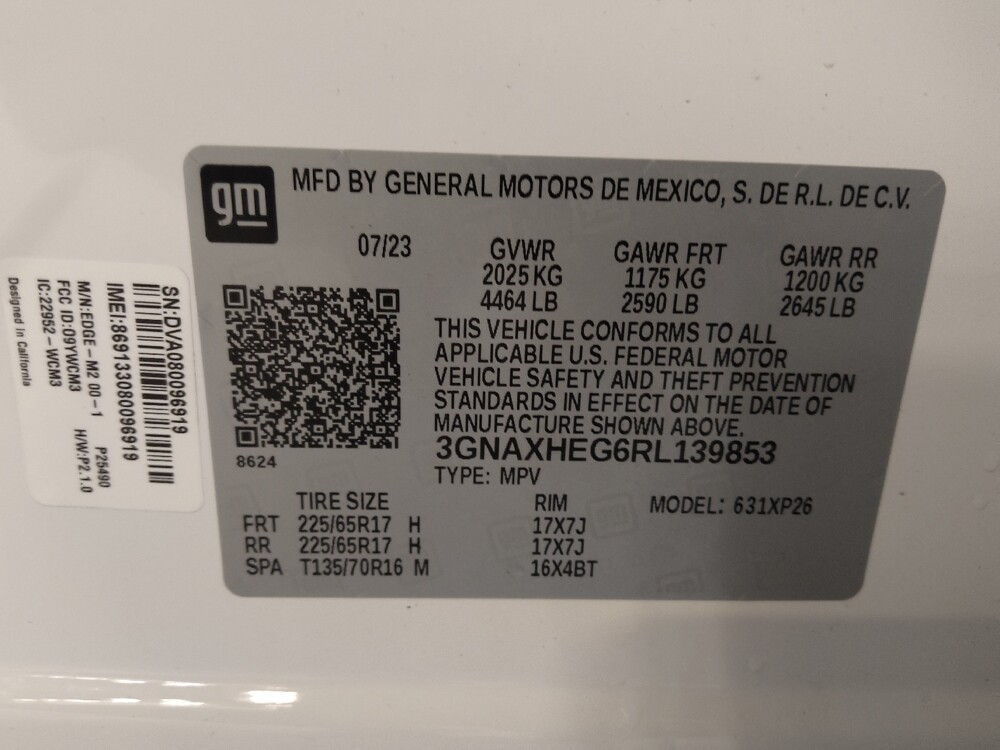 gm
MFD BY GENERAL MOTORS DE MEXICO, S. DE R.L. DE C.V.
07/23 GVWR GAWR FRT GAWR RR
2025 KG 1175 KG 1200 KG
4464 LB 2590 LB 2645 LB
THIS VEHICLE CONFORMS TO ALL
APPLICABLE U.S. FEDERAL MOTOR
VEHICLE SAFETY AND THEFT PREVENTION
STANDARDS IN EFFECT ON THE DATE OF
MANUFACTURE SHOWN ABOVE.
3GNAXHEG6RL139853
8624
TYPE: MPV
TIRE SIZE RIM MODEL: 631XP26
FRT 225/65R17 H 17X7J
RR 225/65R17 H 17X7J
SPA T135/70R16 M 16X4BT
SN:DVA080096919
IMEI:869133080096919
M/N:EDGE-M2 00-1 P25490
FCC ID:09YWCM3 H/W:P2.1.0
IC:22952-WCM3
Designed in California